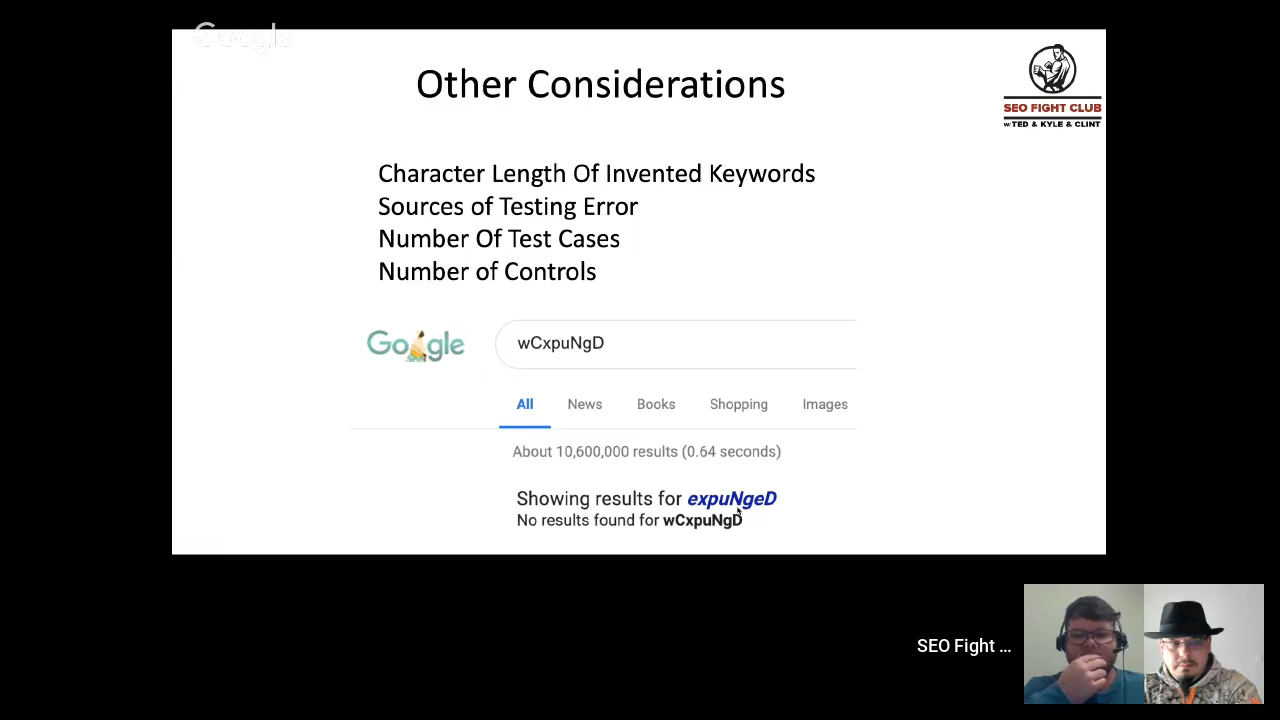 Google
Other Considerations
SEO FIGHT CLUB
w/ TED & KYLE & CLINT
Character Length Of Invented Keywords
Sources of Testing Error
Number Of Test Cases
Number of Controls
Google
wCxpuNgD
All News Books Shopping Images
About 10,600,000 results (0.64 seconds)
Showing results for expuNgeD
No results found for wCxpuNgD
SEO Fight ...